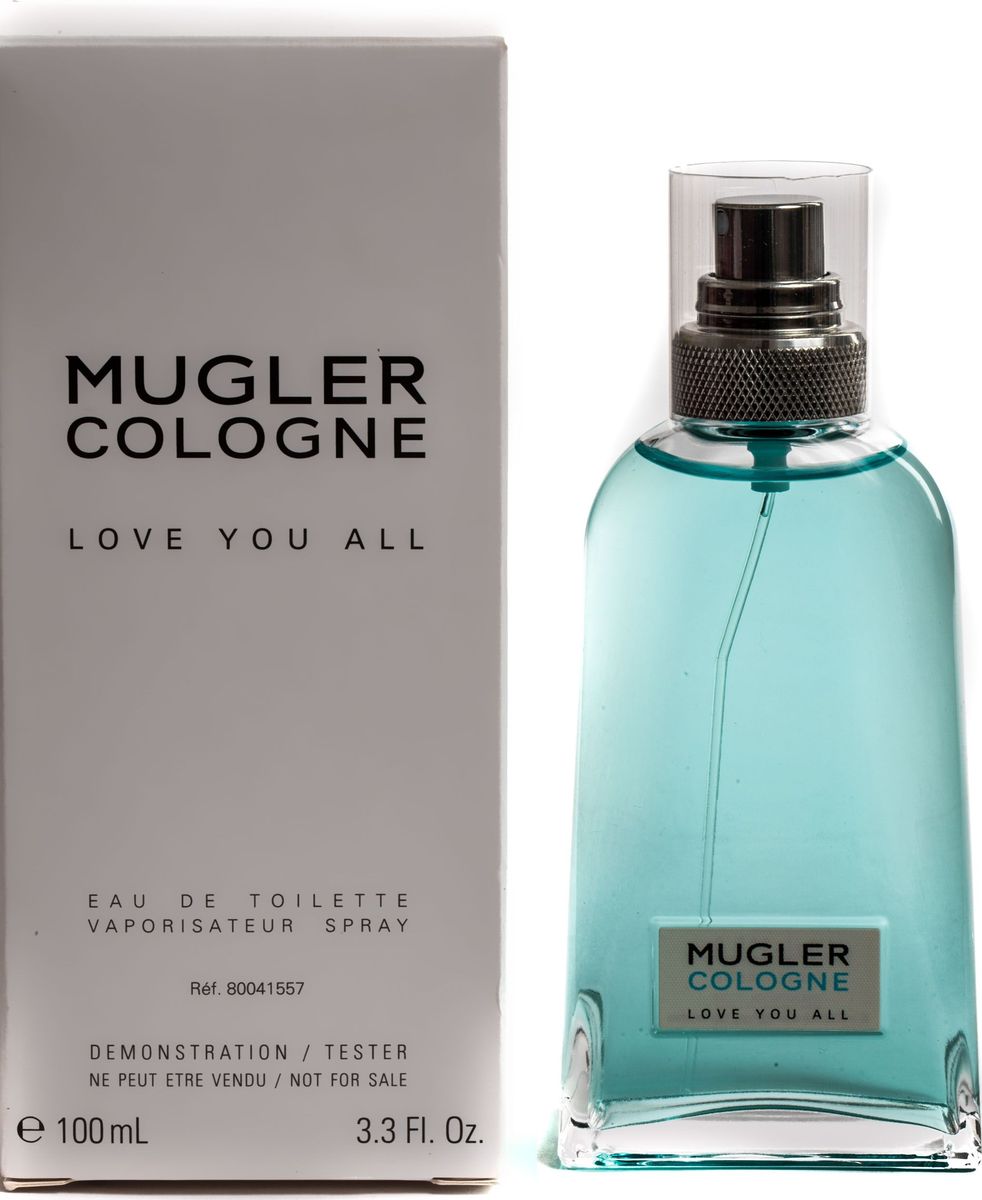 MUGLER
COLOGNE
LOVE YOU ALL
EAU DE TOILETTE
VAPORISATEUR SPRAY
Réf. 80041557
DEMONSTRATION / TESTER
NE PEUT ETRE VENDU / NOT FOR SALE
℮ 100 mL 3.3 Fl. Oz.
MUGLER
COLOGNE
LOVE YOU ALL